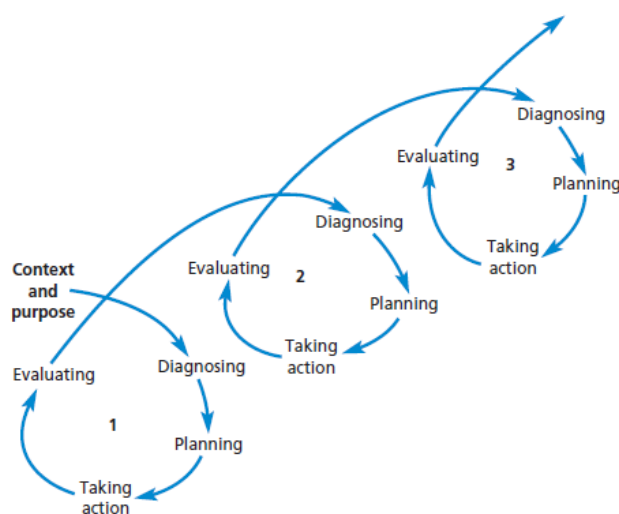 Diagnosing
Evaluating
3
Planning
Taking
action
Diagnosing
Evaluating
2
Planning
Taking
action
Context
and
purpose
Evaluating
Diagnosing
1
Planning
Taking
action